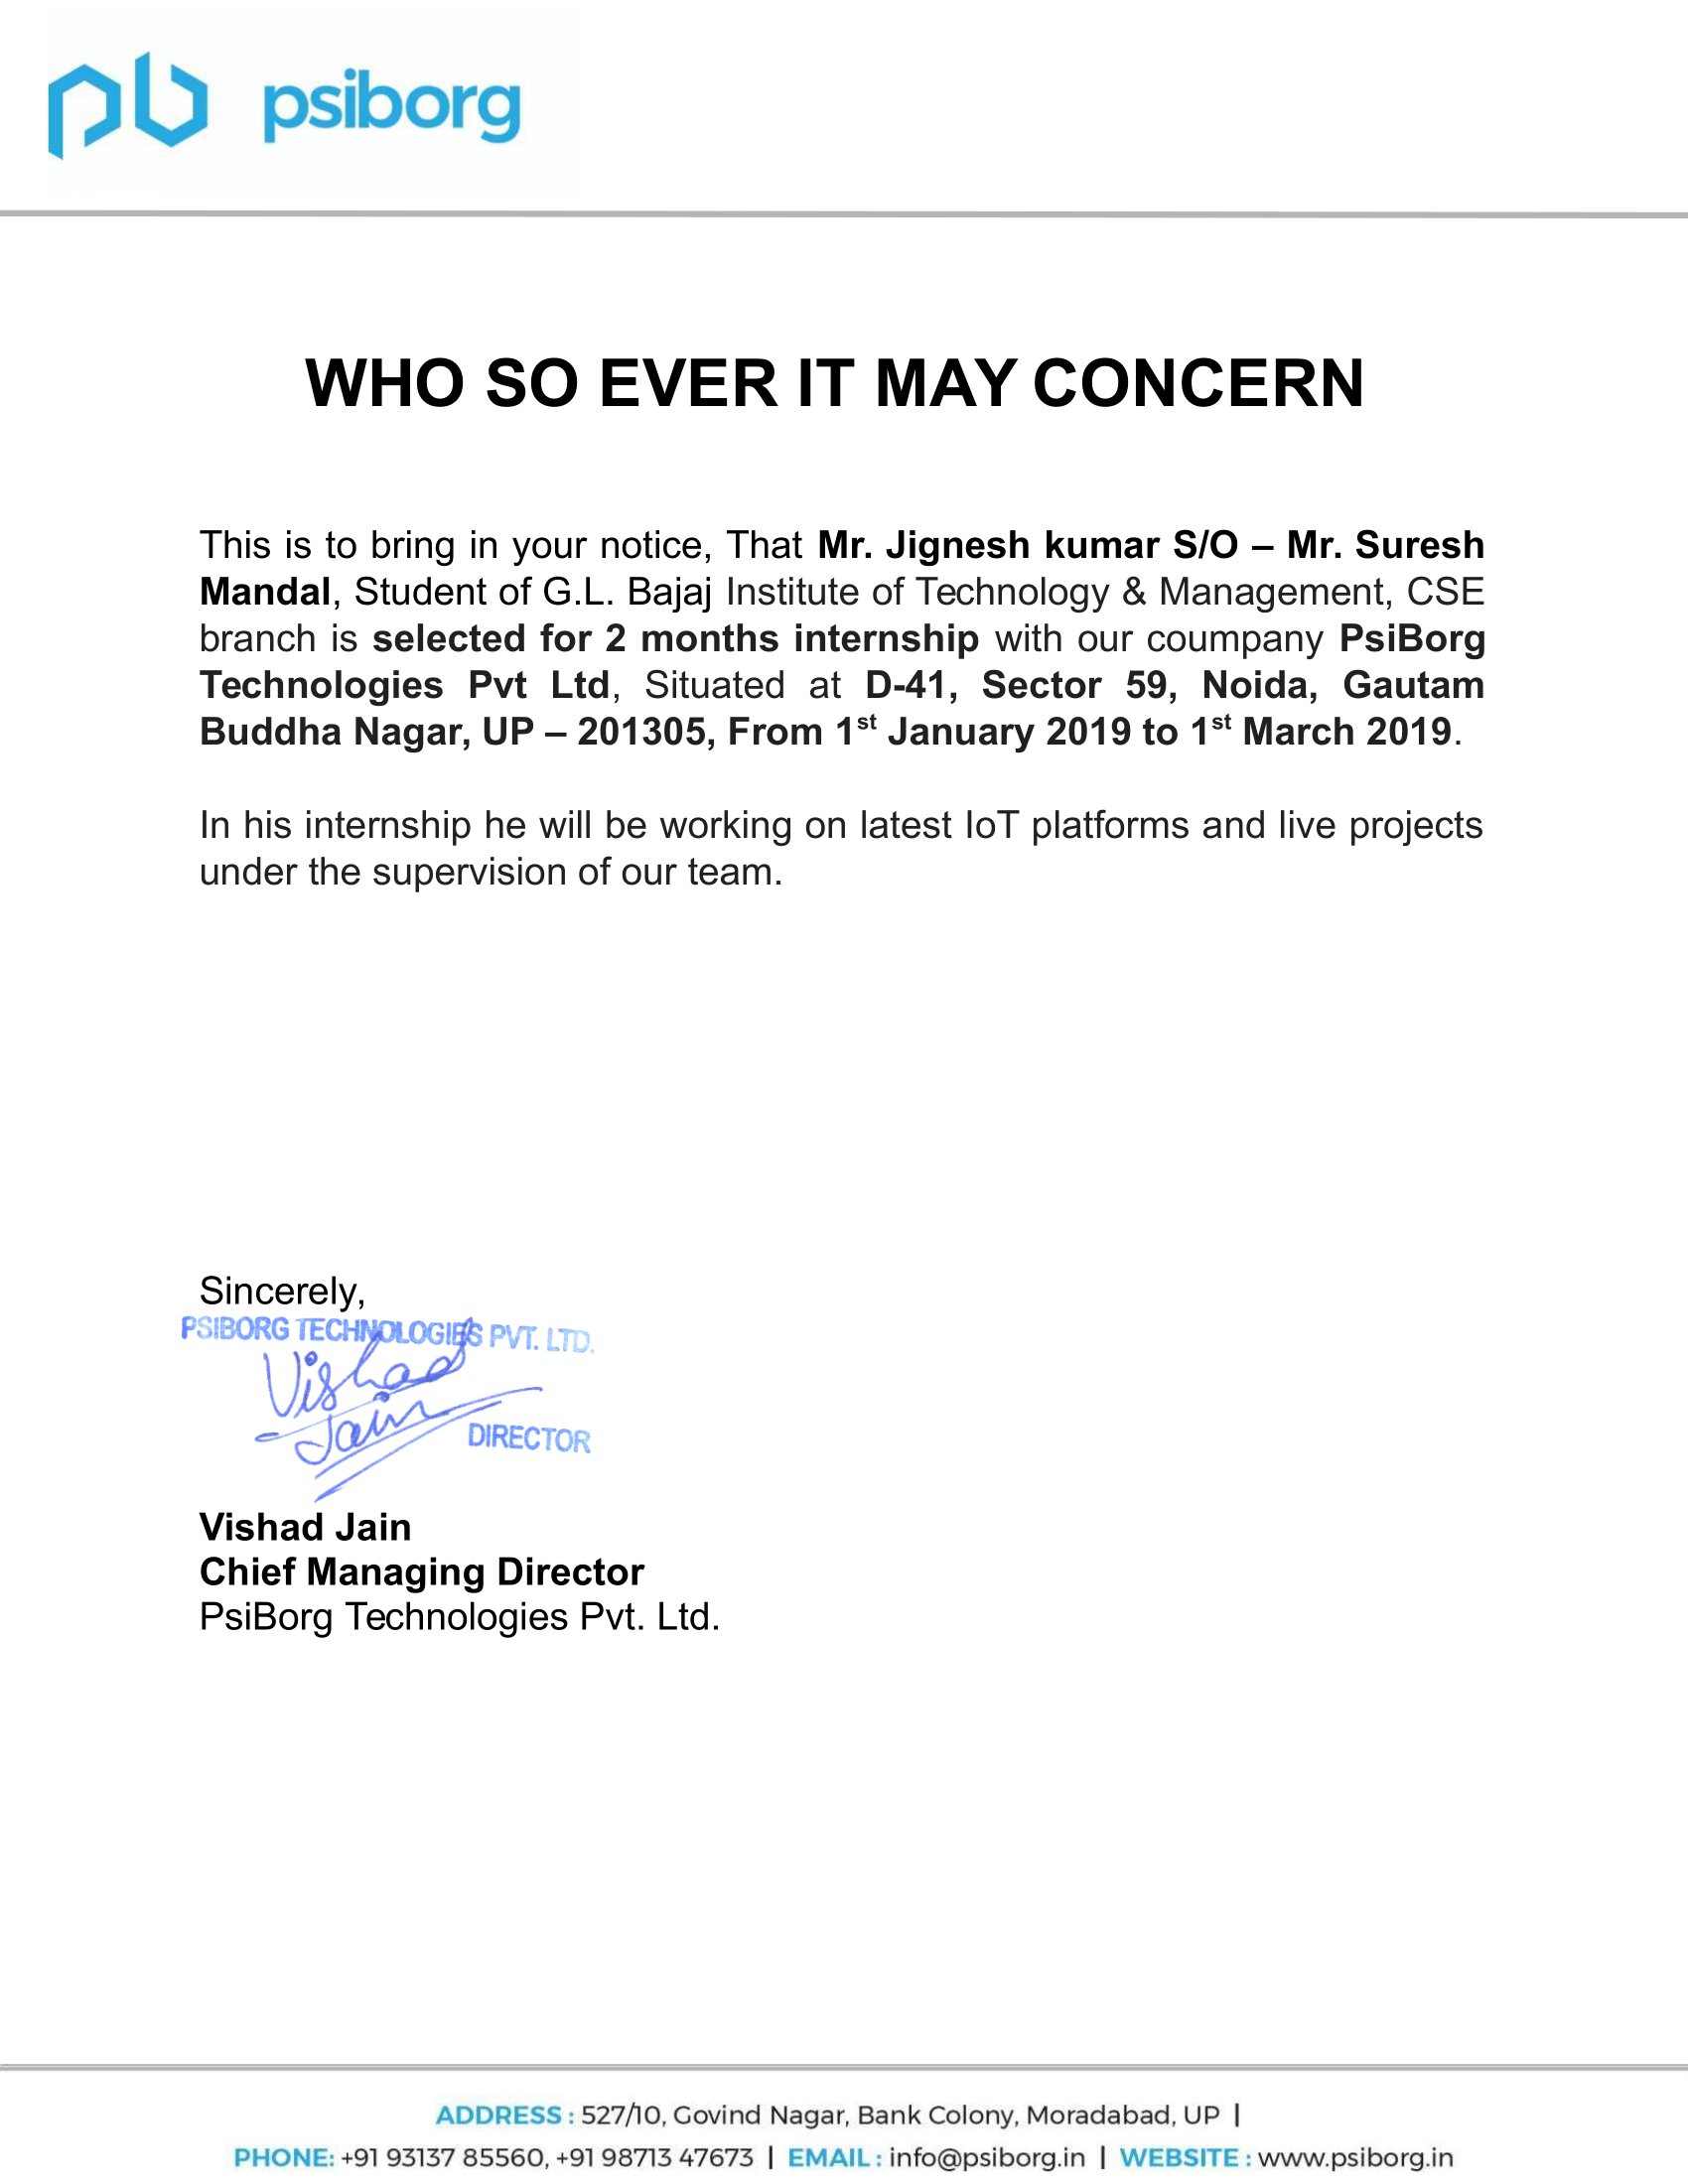 psiborg
WHO SO EVER IT MAY CONCERN
This is to bring in your notice, That Mr. Jignesh kumar S/O – Mr. Suresh
Mandal, Student of G.L. Bajaj Institute of Technology & Management, CSE
branch is selected for 2 months internship with our coumpany PsiBorg
Technologies Pvt Ltd, Situated at D-41, Sector 59, Noida, Gautam
Buddha Nagar, UP – 201305, From 1st January 2019 to 1st March 2019.
In his internship he will be working on latest IoT platforms and live projects
under the supervision of our team.
Sincerely,
PSIBORG TECHNOLOGIES PVT. LTD.
Vishad
Jain
DIRECTOR
Vishad Jain
Chief Managing Director
PsiBorg Technologies Pvt. Ltd.
ADDRESS : 527/10, Govind Nagar, Bank Colony, Moradabad, UP |
PHONE: +91 93137 85560, +91 98713 47673 | EMAIL : info@psiborg.in | WEBSITE : www.psiborg.in